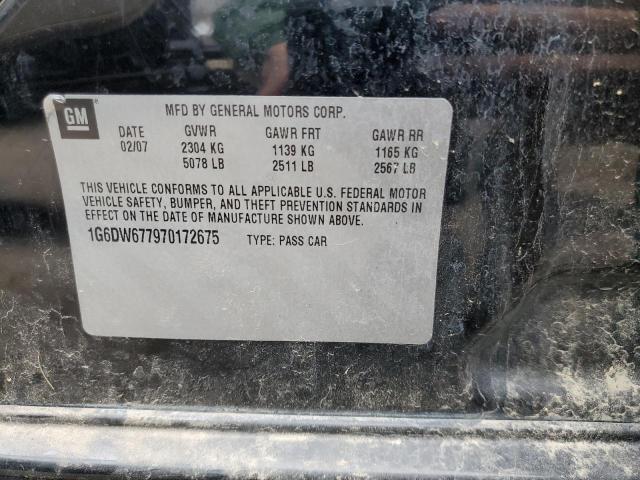 GM
MFD BY GENERAL MOTORS CORP.
DATE GVWR GAWR FRT GAWR RR
02/07 2304 KG 1139 KG 1165 KG
5078 LB 2511 LB 2567 LB
THIS VEHICLE CONFORMS TO ALL APPLICABLE U.S. FEDERAL MOTOR
VEHICLE SAFETY, BUMPER, AND THEFT PREVENTION STANDARDS IN
EFFECT ON THE DATE OF MANUFACTURE SHOWN ABOVE.
1G6DW677970172675 TYPE: PASS CAR